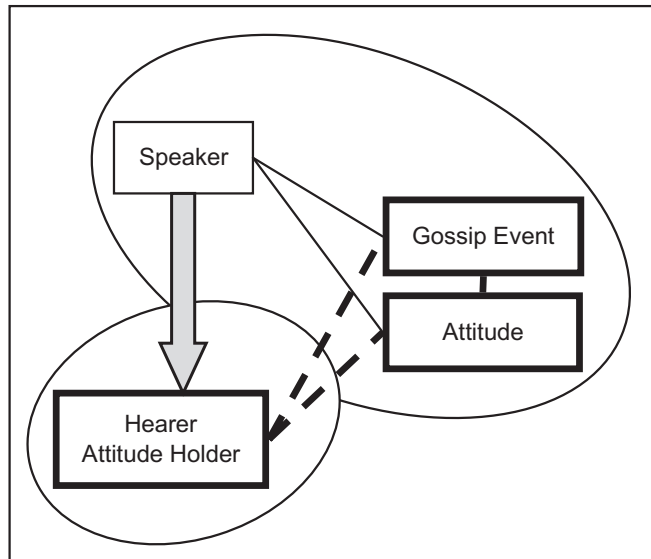 Speaker
Gossip Event
Attitude
Hearer
Attitude Holder